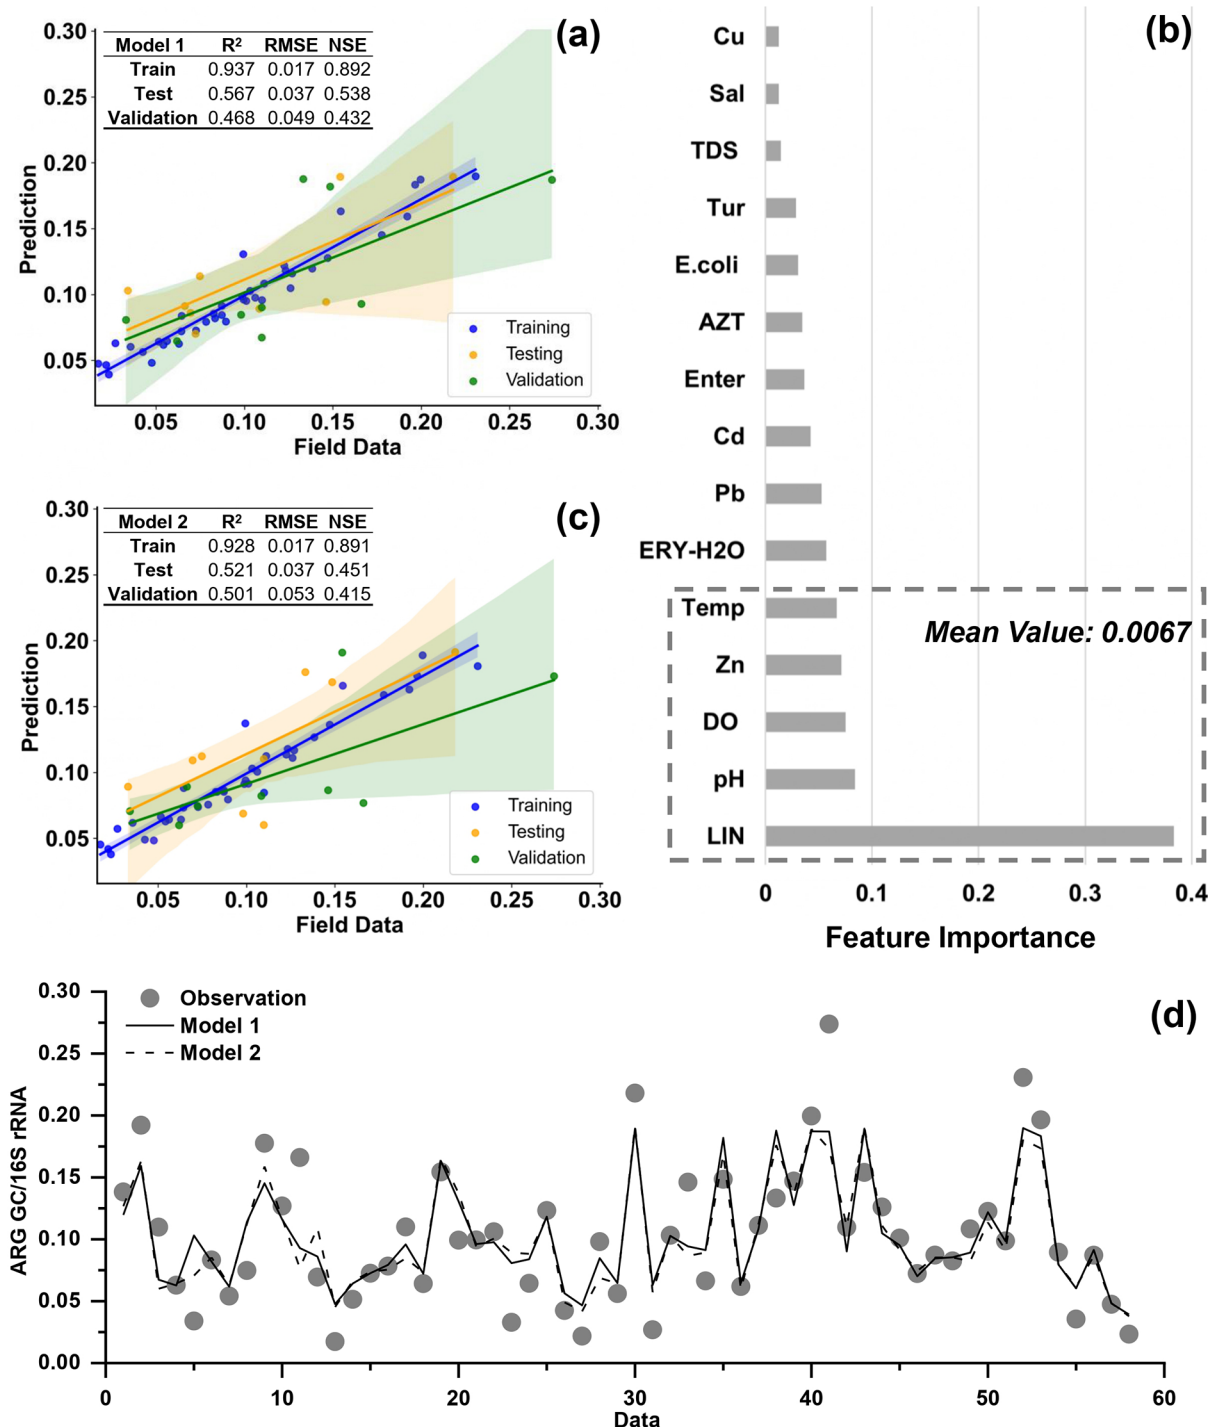 (a)
0.30
0.25
0.20
0.15
0.10
0.05
Prediction
Model 1 R² RMSE NSE
Train 0.937 0.017 0.892
Test 0.567 0.037 0.538
Validation 0.468 0.049 0.432
Training
Testing
Validation
0.05 0.10 0.15 0.20 0.25 0.30
Field Data
(b)
Cu
Sal
TDS
Tur
E.coli
AZT
Enter
Cd
Pb
ERY-H2O
Temp
Mean Value: 0.0067
Zn
DO
pH
LIN
0 0.1 0.2 0.3 0.4
Feature Importance
(c)
0.30
0.25
0.20
0.15
0.10
0.05
Prediction
Model 2 R² RMSE NSE
Train 0.928 0.017 0.891
Test 0.521 0.037 0.451
Validation 0.501 0.053 0.415
Training
Testing
Validation
0.05 0.10 0.15 0.20 0.25 0.30
Field Data
(d)
0.30
0.25
0.20
0.15
0.10
0.05
0.00
ARG GC/16S rRNA
Observation
Model 1
Model 2
0 10 20 30 40 50 60
Data